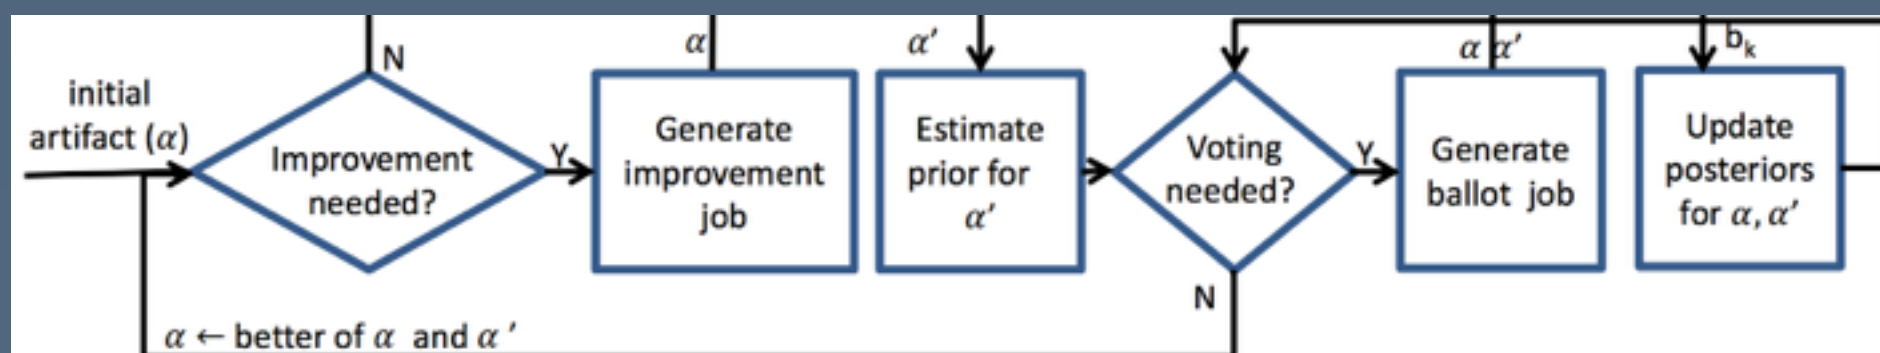 initial
artifact (α)
N
Improvement
needed?
Y
α
Generate
improvement
job
α′
Estimate
prior for
α′
Voting
needed?
Y
N
α α′
Generate
ballot job
bₖ
Update
posteriors
for α, α′
α ← better of α and α ′